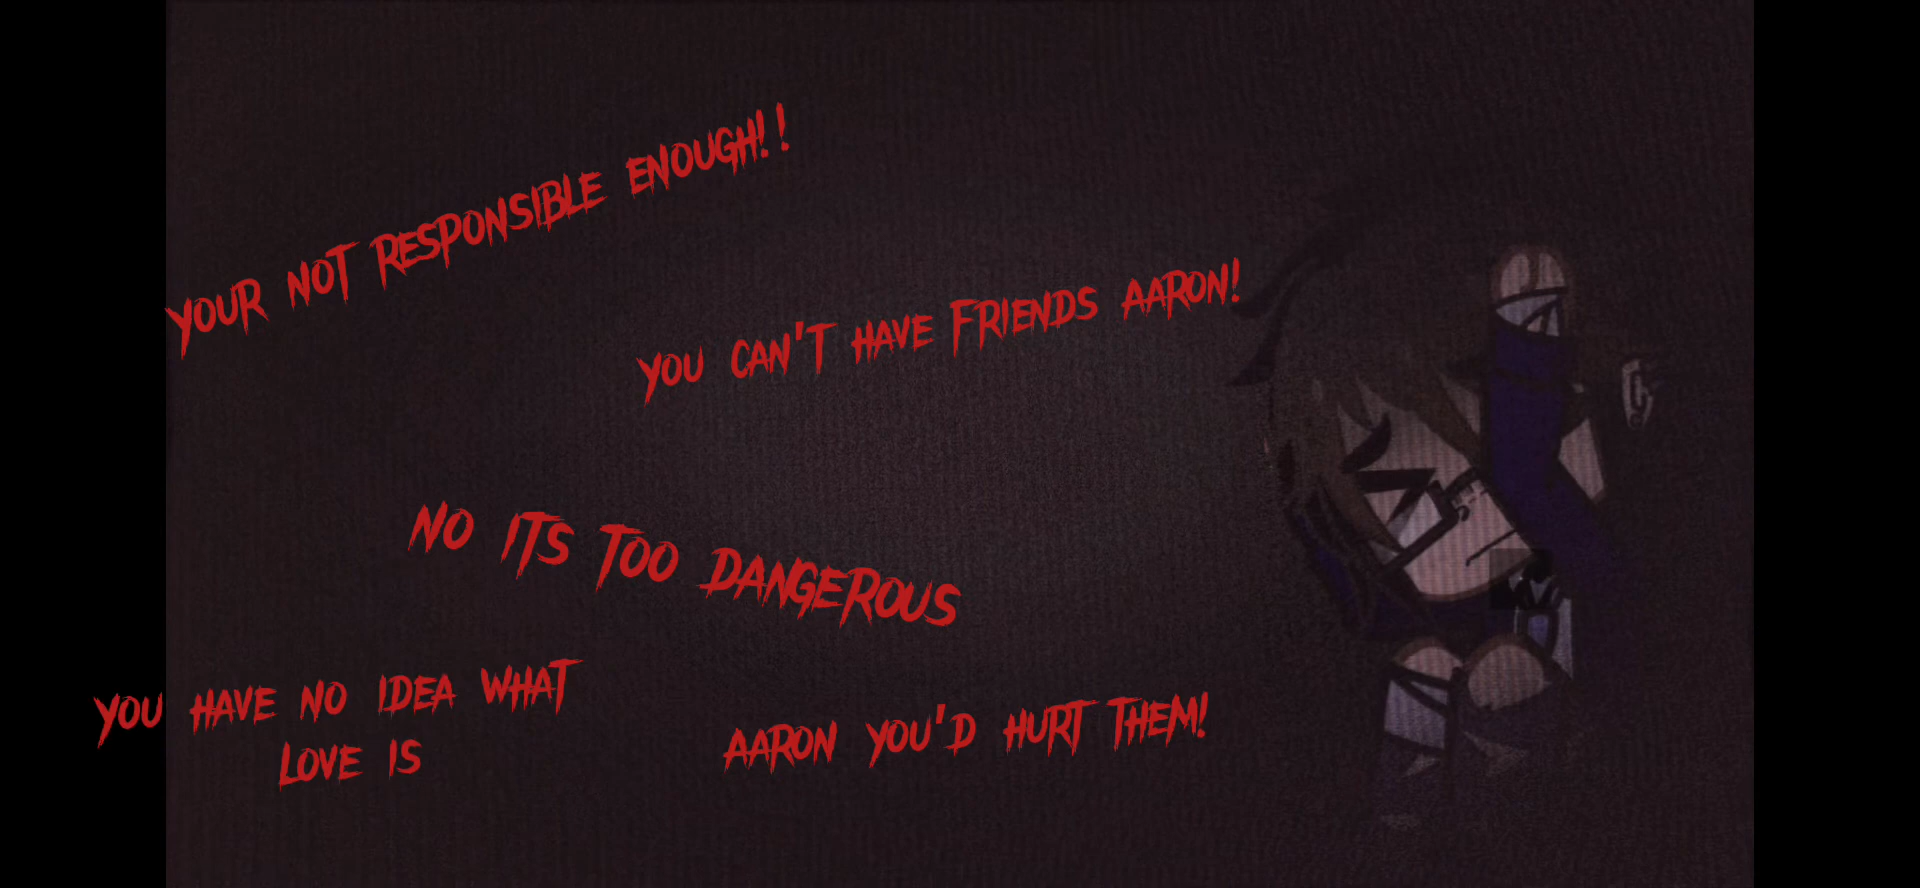 YOUR NOT RESPONSIBLE ENOUGH!!
YOU CAN'T HAVE FRIENDS AARON!
NO ITS TOO DANGEROUS
YOU HAVE NO IDEA WHAT
LOVE IS
AARON YOU'D HURT THEM!